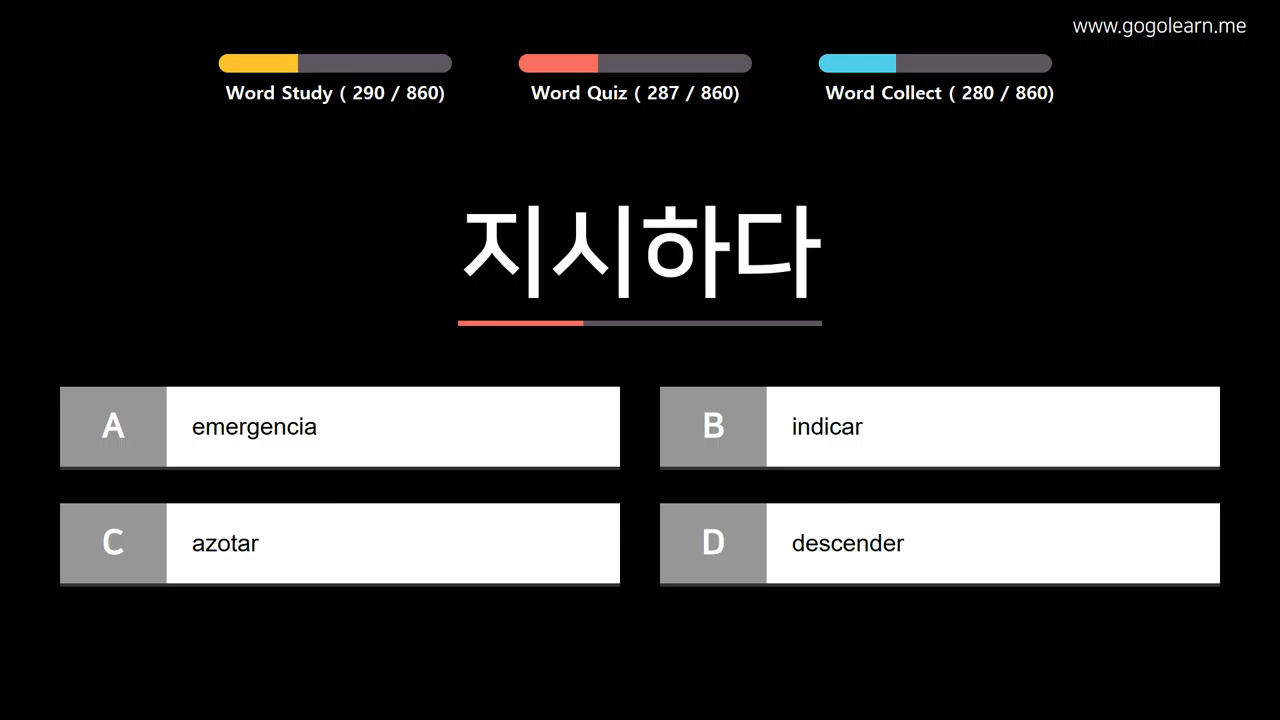 www.gogolearn.me
Word Study ( 290 / 860)
Word Quiz ( 287 / 860)
Word Collect ( 280 / 860)
지시하다
A emergencia
B indicar
C azotar
D descender